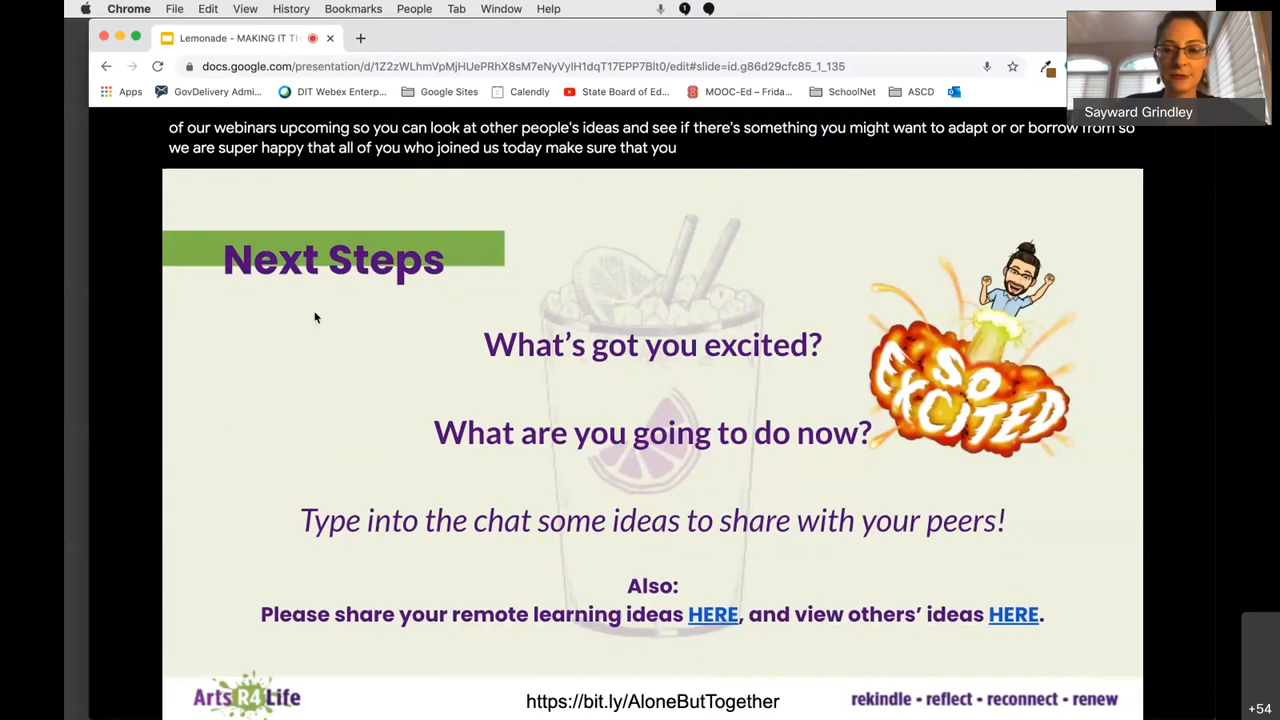 Chrome File Edit View History Bookmarks People Tab Window Help
Lemonade - MAKING IT TH
docs.google.com/presentation/d/1Z2zWLhmVpMjHUePRhX8sM7eNyVyIH1dqT17EPP7Blt0/edit#slide=id.g86d29cfc85_1_135
Apps GovDelivery Admi... DIT Webex Enterp... Google Sites Calendly State Board of Ed... MOOC-Ed – Frida... SchoolNet ASCD
Sayward Grindley
of our webinars upcoming so you can look at other people's ideas and see if there's something you might want to adapt or or borrow from so
we are super happy that all of you who joined us today make sure that you
Next Steps
What's got you excited?
SO
EXCITED
What are you going to do now?
Type into the chat some ideas to share with your peers!
Also:
Please share your remote learning ideas HERE, and view others' ideas HERE.
Arts R4 Life
https://bit.ly/AloneButTogether
rekindle • reflect • reconnect • renew
+54